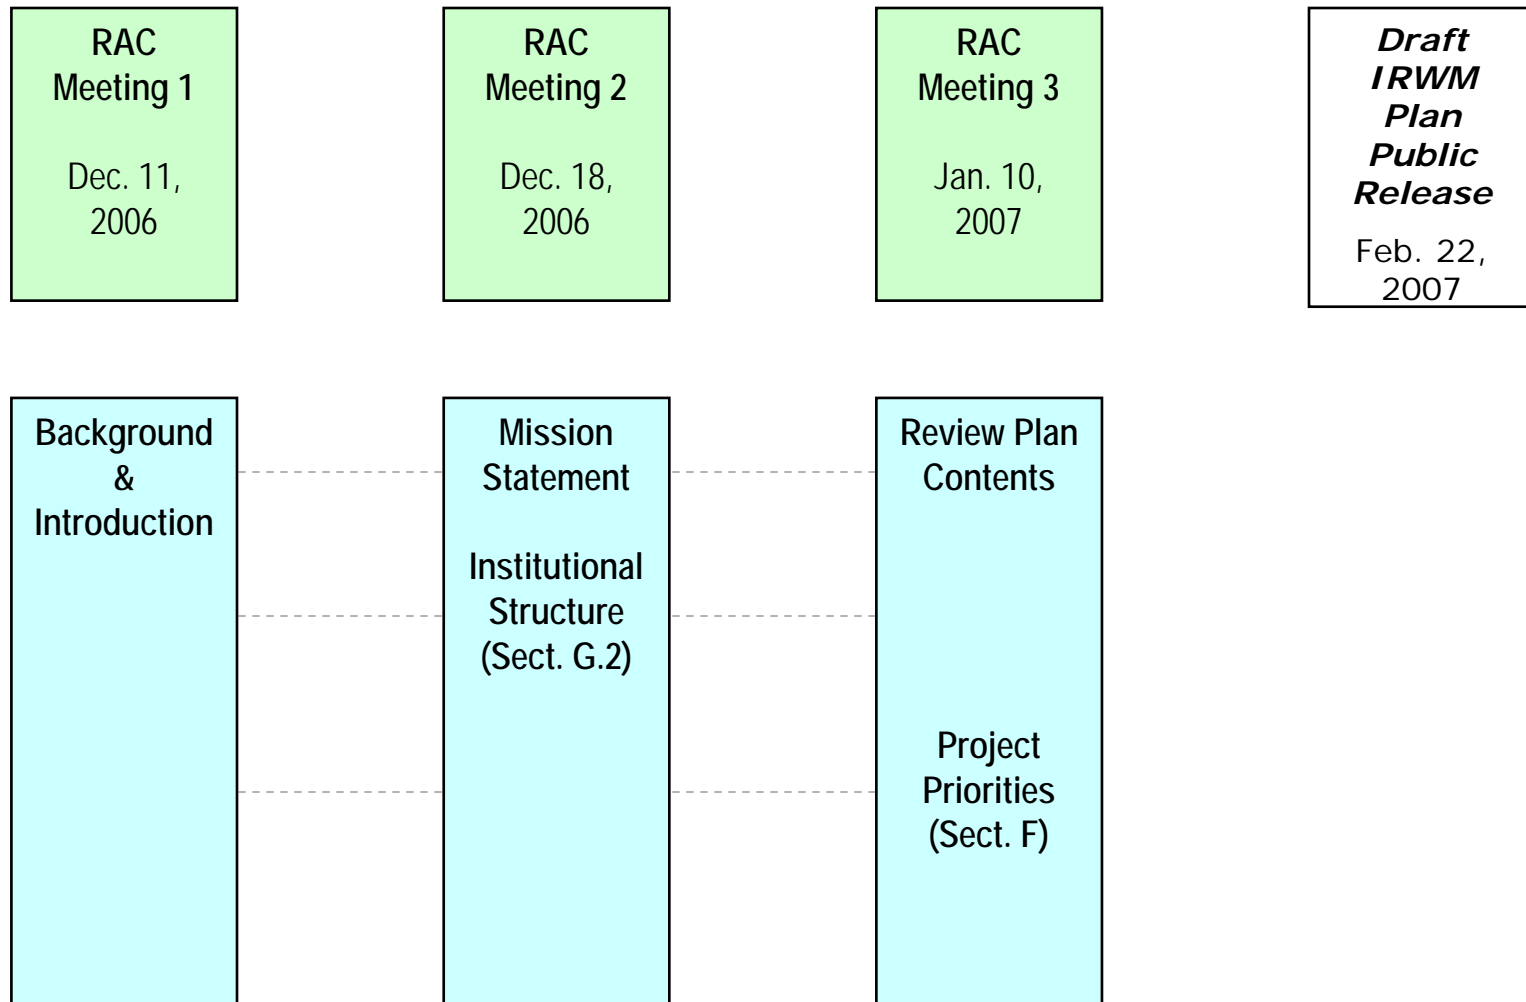 RAC
Meeting 1
Dec. 11,
2006
RAC
Meeting 2
Dec. 18,
2006
RAC
Meeting 3
Jan. 10,
2007
Draft
IRWM
Plan
Public
Release
Feb. 22,
2007
Background
&
Introduction
Mission
Statement
Institutional
Structure
(Sect. G.2)
Review Plan
Contents
Project
Priorities
(Sect. F)